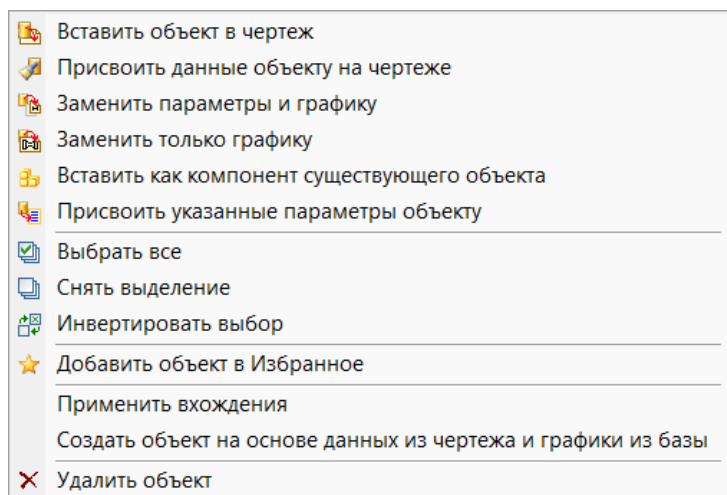 Вставить объект в чертеж
Присвоить данные объекту на чертеже
Заменить параметры и графику
Заменить только графику
Вставить как компонент существующего объекта
Присвоить указанные параметры объекту
Выбрать все
Снять выделение
Инвертировать выбор
Добавить объект в Избранное
Применить вхождения
Создать объект на основе данных из чертежа и графики из базы
Удалить объект